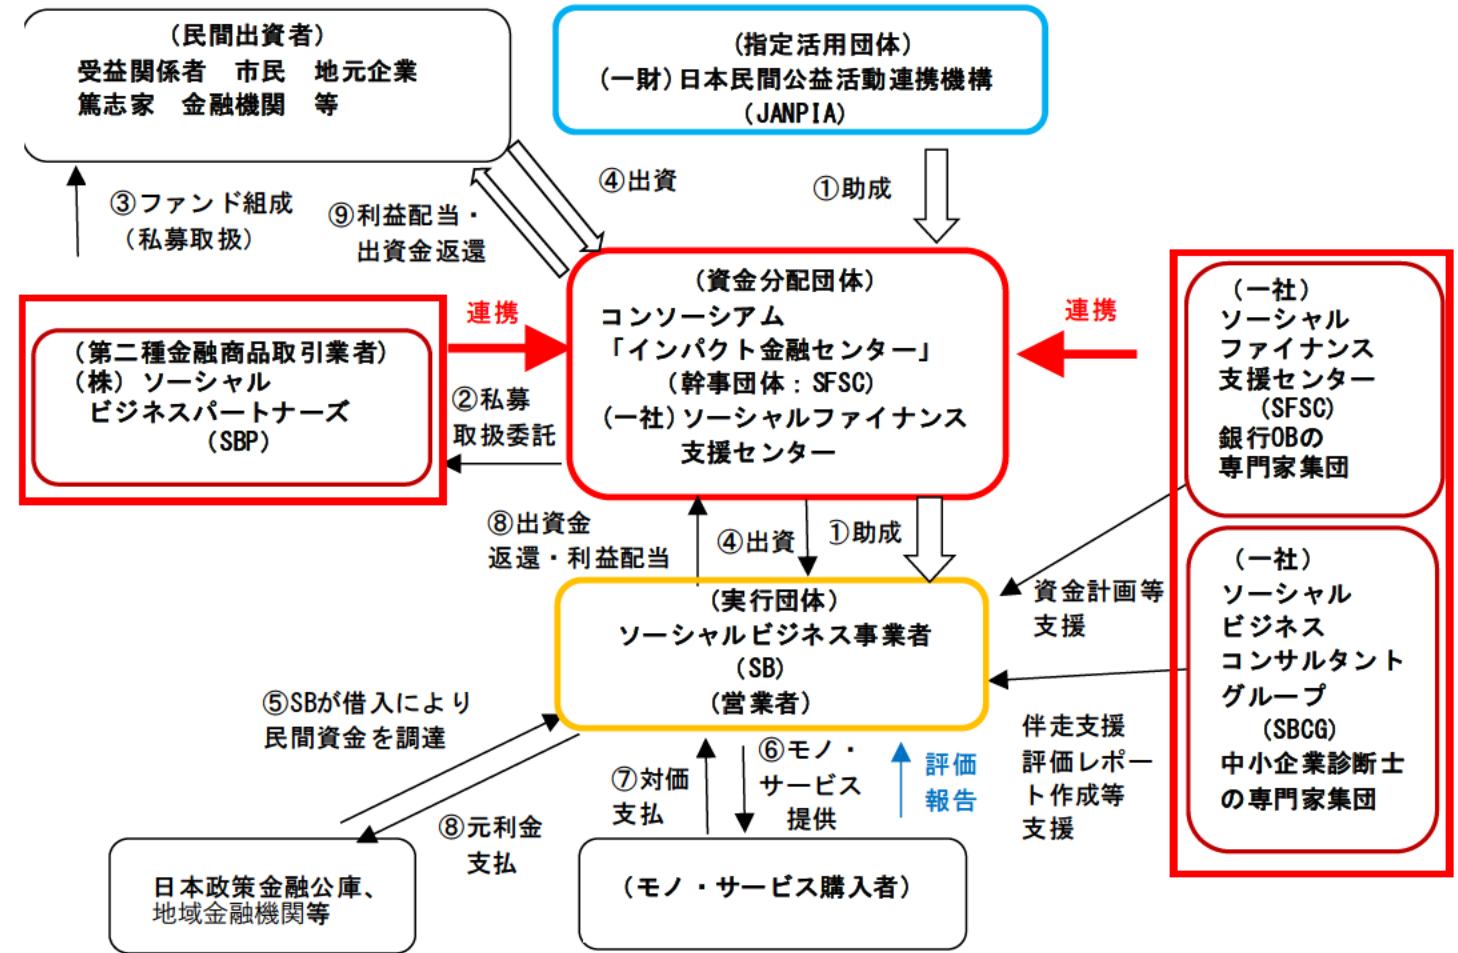 （民間出資者）
受益関係者　市民　地元企業
篤志家　金融機関　等
（指定活用団体）
（一財）日本民間公益活動連携機構
（JANPIA）
④出資
①助成
③ファンド組成
（私募取扱）
⑨利益配当・
出資金返還
連携
（第二種金融商品取引業者）
（株）ソーシャル
ビジネスパートナーズ
（SBP）
②私募
取扱委託
（資金分配団体）
コンソーシアム
「インパクト金融センター」
（幹事団体：SFSC）
（一社）ソーシャルファイナンス
支援センター
連携
（一社）
ソーシャル
ファイナンス
支援センター
（SFSC）
銀行OBの
専門家集団
⑧出資金
返還・利益配当
④出資
①助成
資金計画等
支援
（一社）
ソーシャル
ビジネス
コンサルタント
グループ
（SBCG）
中小企業診断士
の専門家集団
（実行団体）
ソーシャルビジネス事業者
（SB）
（営業者）
伴走支援
評価レポー
ト作成等
支援
⑤SBが借入により
民間資金を調達
⑧元利金
支払
⑦対価
支払
⑥モノ・
サービス
提供
評価
報告
日本政策金融公庫、
地域金融機関等
（モノ・サービス購入者）